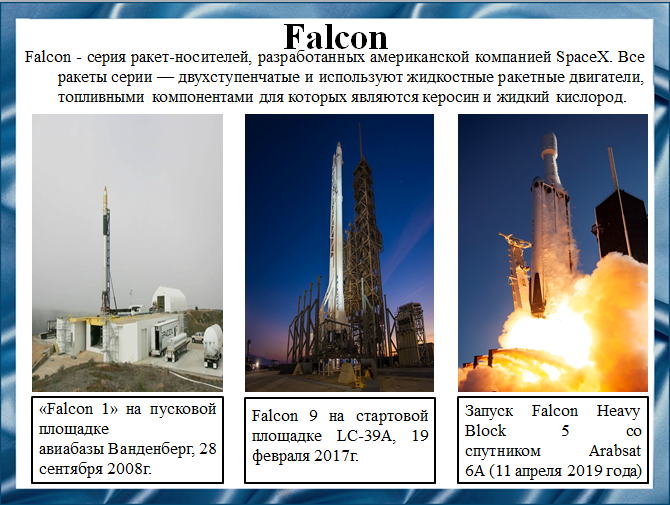 Falcon
Falcon - серия ракет-носителей, разработанных американской компанией SpaceX. Все
ракеты серии — двухступенчатые и используют жидкостные ракетные двигатели,
топливными компонентами для которых являются керосин и жидкий кислород.
«Falcon 1» на пусковой
площадке
авиабазы Ванденберг, 28
сентября 2008г.
Falcon 9 на стартовой
площадке LC-39A, 19
февраля 2017г.
Запуск Falcon Heavy
Block 5 со
спутником Arabsat
6A (11 апреля 2019 года)